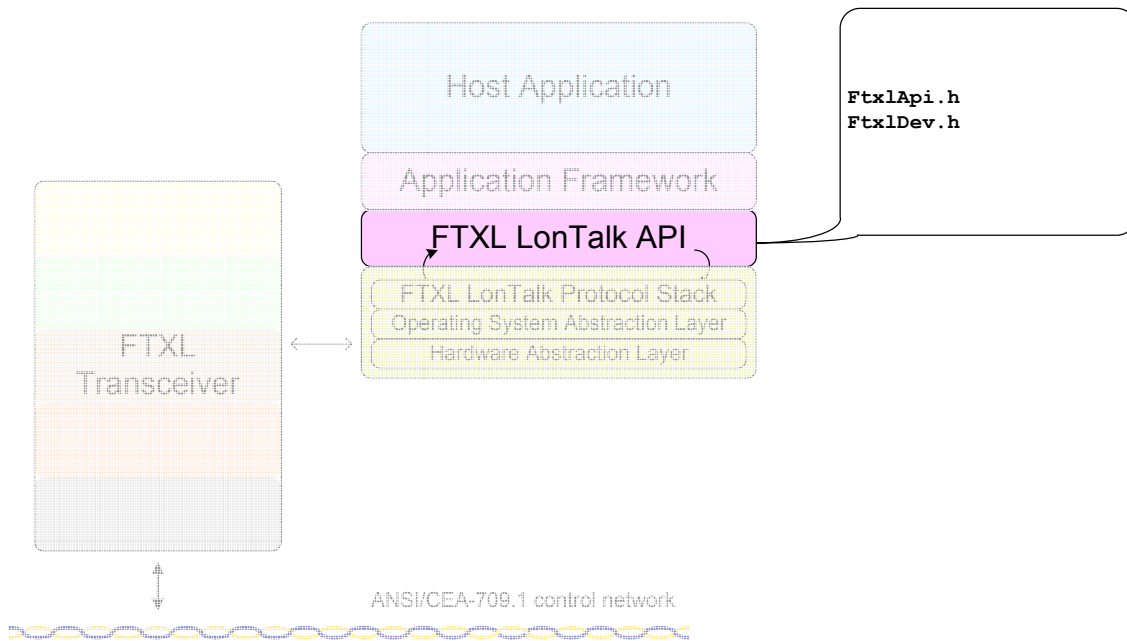 Host Application
FtxlApi.h
FtxlDev.h
Application Framework
FTXL LonTalk API
FTXL LonTalk Protocol Stack
Operating System Abstraction Layer
Hardware Abstraction Layer
FTXL
Transceiver
ANSI/CEA-709.1 control network